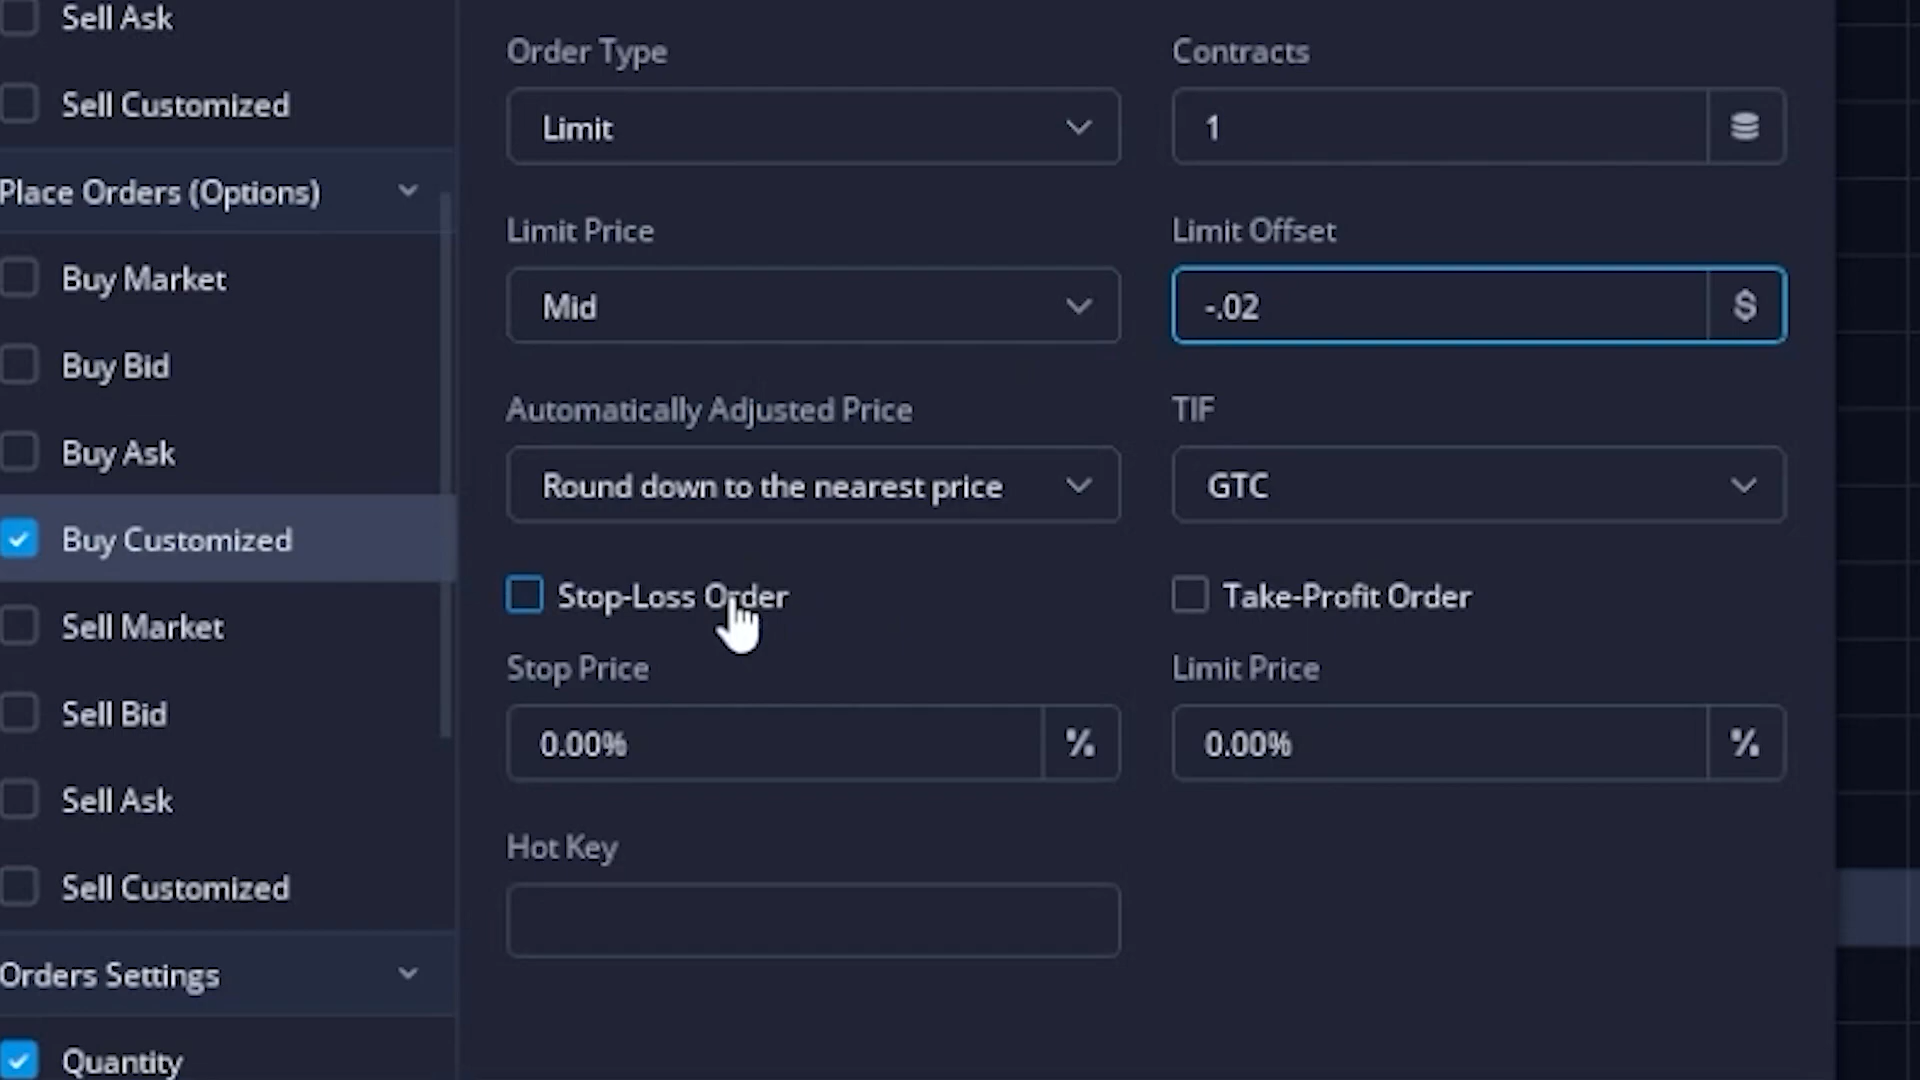 Sell Ask
Sell Customized
Place Orders (Options)
Buy Market
Buy Bid
Buy Ask
Buy Customized
Sell Market
Sell Bid
Sell Ask
Sell Customized
Orders Settings
Quantity
Order Type
Contracts
Limit
1
Limit Price
Limit Offset
Mid
-.02
$
Automatically Adjusted Price
TIF
Round down to the nearest price
GTC
Stop-Loss Order
Take-Profit Order
Stop Price
Limit Price
0.00%
%
0.00%
%
Hot Key